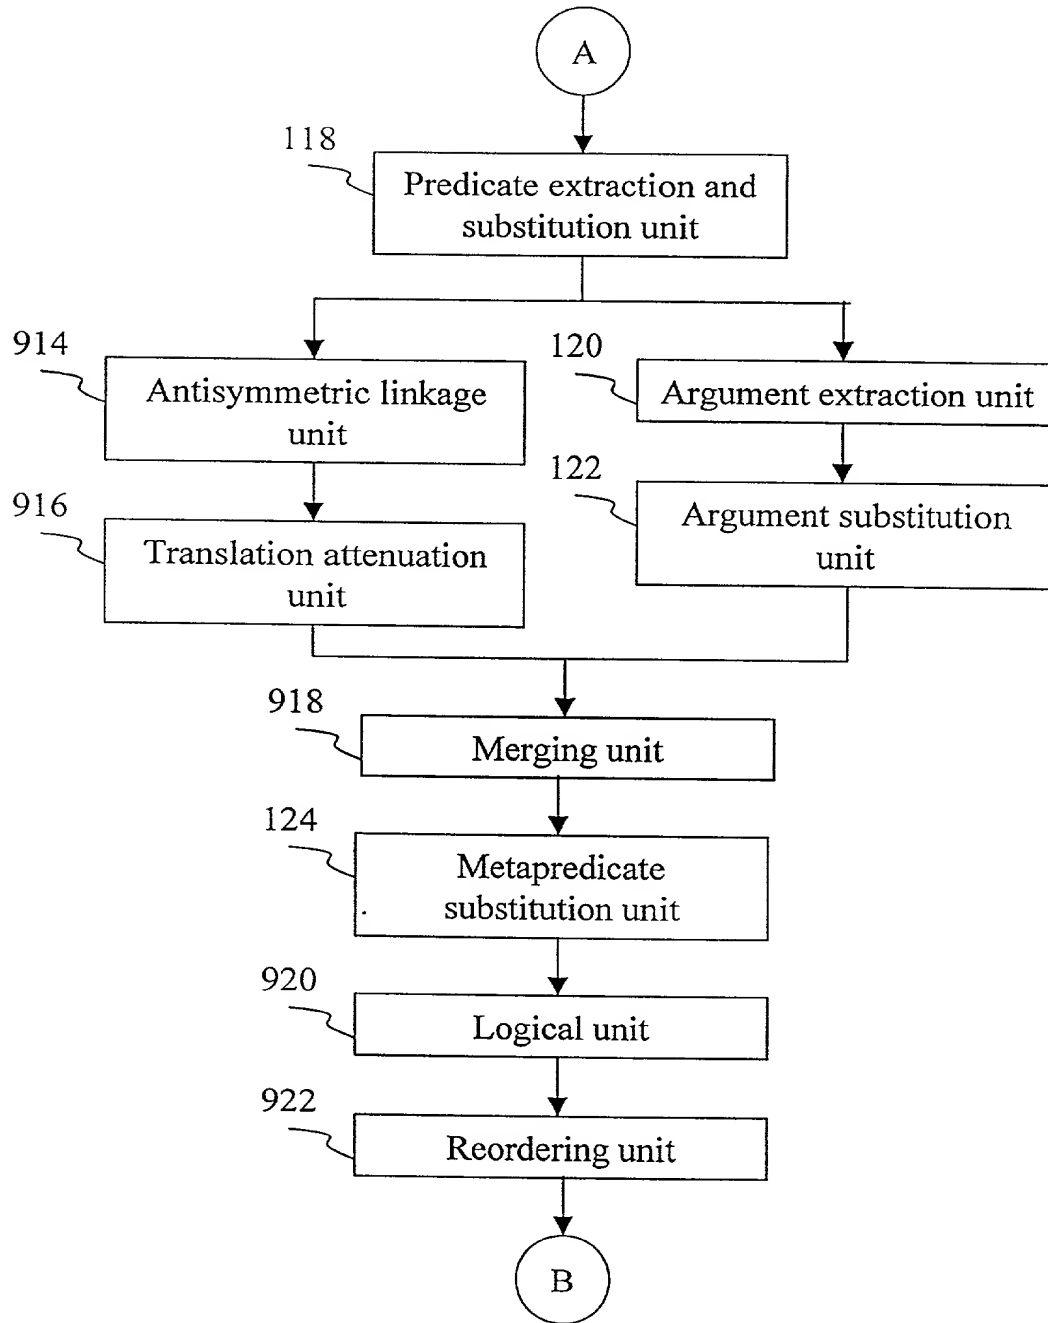 A
118
Predicate extraction and
substitution unit
914
Antisymmetric linkage
unit
120
Argument extraction unit
916
Translation attenuation
unit
122
Argument substitution
unit
918
Merging unit
124
Metapredicate
substitution unit
920
Logical unit
922
Reordering unit
B